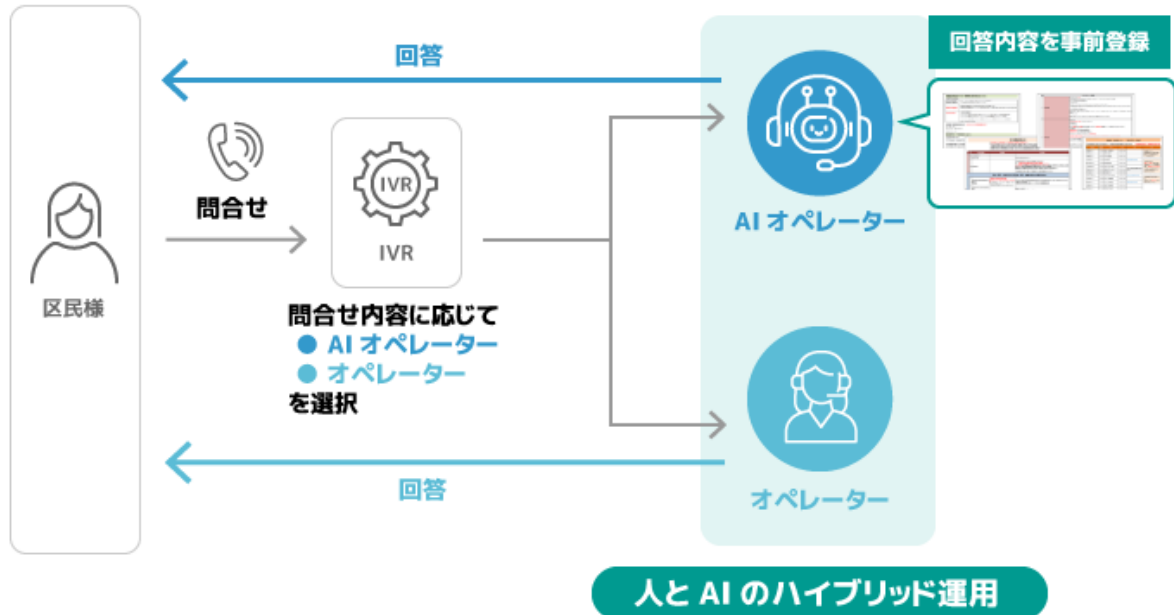 回答内容を事前登録
回答
問合せ
IVR
IVR
AI オペレーター
区民様
問合せ内容に応じて
● AI オペレーター
● オペレーター
を選択
回答
オペレーター
人と AI のハイブリッド運用